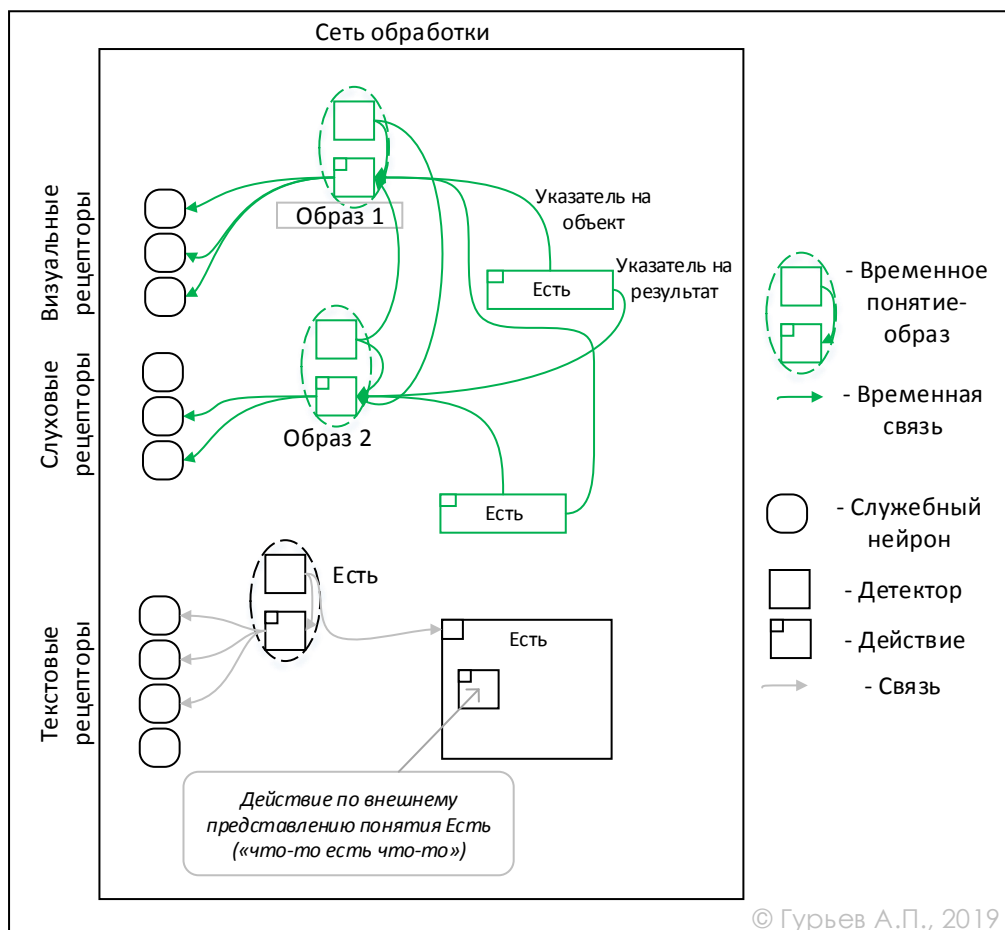 Сеть обработки
Визуальные
рецепторы
Образ 1
Указатель на
объект
Указатель на
результат
Есть
Слуховые
рецепторы
Образ 2
Есть
Текстовые
рецепторы
Есть
Есть
Действие по внешнему
представлению понятия Есть
(«что-то есть что-то»)
- Временное
понятие-
образ
- Временная
связь
- Служебный
нейрон
- Детектор
- Действие
- Связь
© Гурьев А.П., 2019